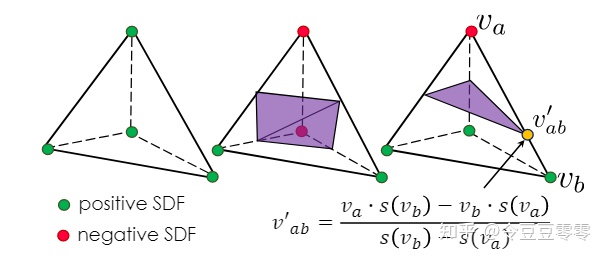 v_a
v'_{ab}
v_b
positive SDF
negative SDF
v'_{ab} = \frac{v_a \cdot s(v_b) - v_b \cdot s(v_a)}{s(v_b) - s(v_a)}
知乎 @令豆豆零零